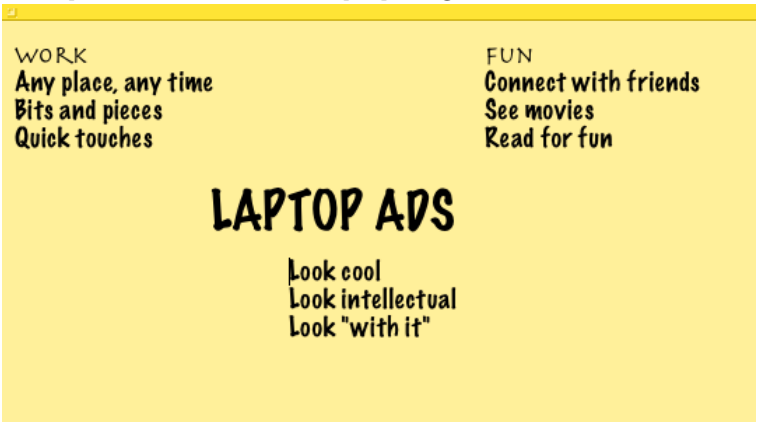 WORK
Any place, any time
Bits and pieces
Quick touches
FUN
Connect with friends
See movies
Read for fun
LAPTOP ADS
Look cool
Look intellectual
Look "with it"